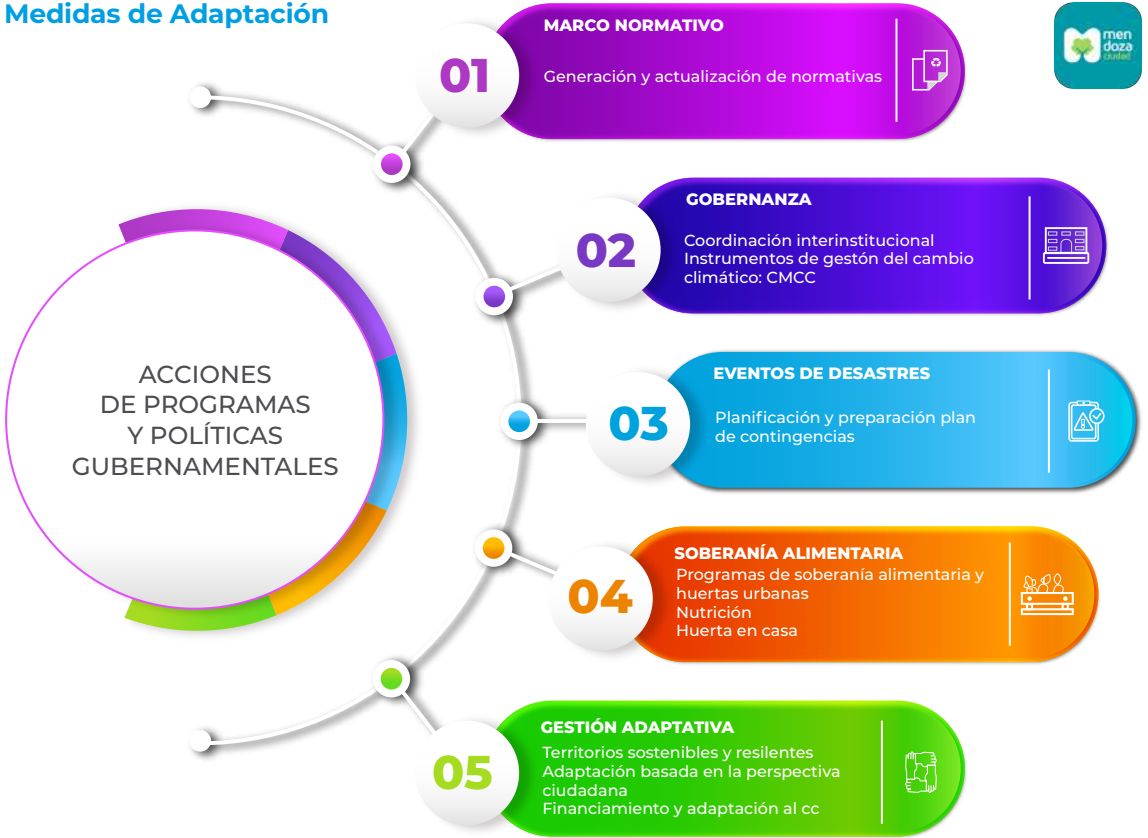 Medidas de Adaptación
men
doza
ciudad
ACCIONES
DE PROGRAMAS
Y POLÍTICAS
GUBERNAMENTALES
01
MARCO NORMATIVO
Generación y actualización de normativas
02
GOBERNANZA
Coordinación interinstitucional
Instrumentos de gestón del cambio
climático: CMCC
03
EVENTOS DE DESASTRES
Planificación y preparación plan
de contingencias
04
SOBERANÍA ALIMENTARIA
Programas de soberanía alimentaria y
huertas urbanas
Nutrición
Huerta en casa
05
GESTIÓN ADAPTATIVA
Territorios sostenibles y resilentes
Adaptación basada en la perspectiva
ciudadana
Financiamiento y adaptación al cc